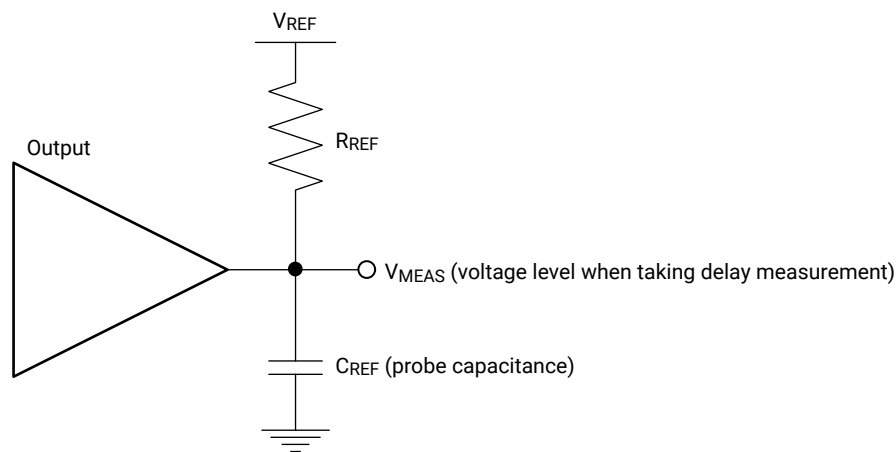 VREF
RREF
Output
VMEAS (voltage level when taking delay measurement)
CREF (probe capacitance)